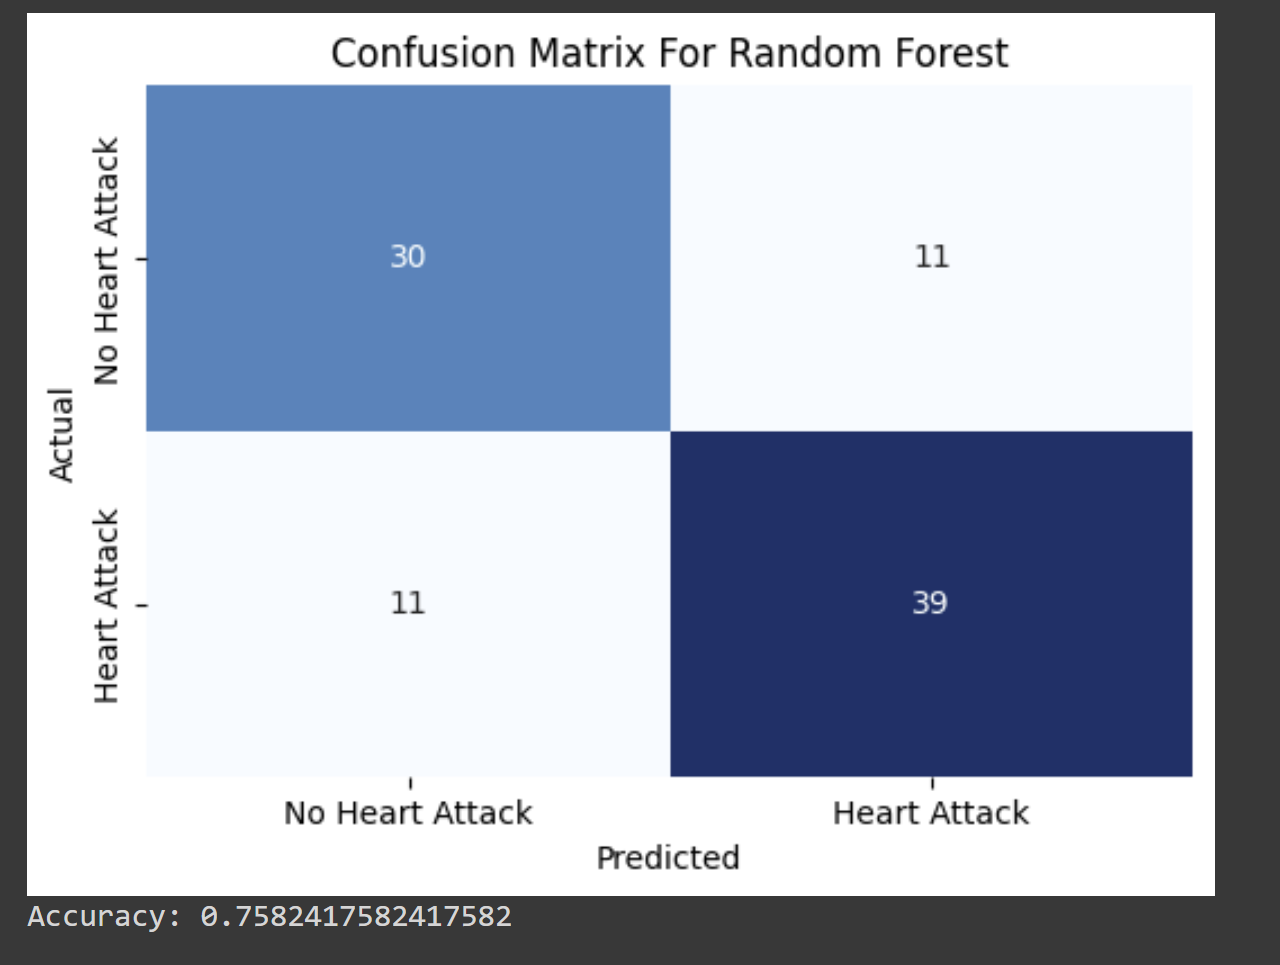 Confusion Matrix For Random Forest
Actual
No Heart Attack
30
11
Heart Attack
11
39
No Heart Attack
Heart Attack
Predicted
Accuracy: 0.7582417582417582